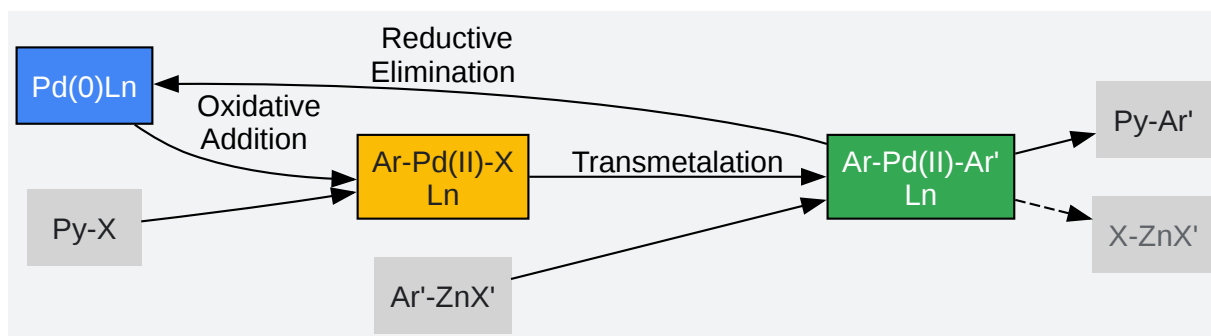 Reductive
Elimination
Pd(0)Ln
Oxidative
Addition
Py-Ar'
Ar-Pd(II)-X
Ln
Transmetalation
Ar-Pd(II)-Ar'
Ln
Py-X
X-ZnX'
Ar'-ZnX'